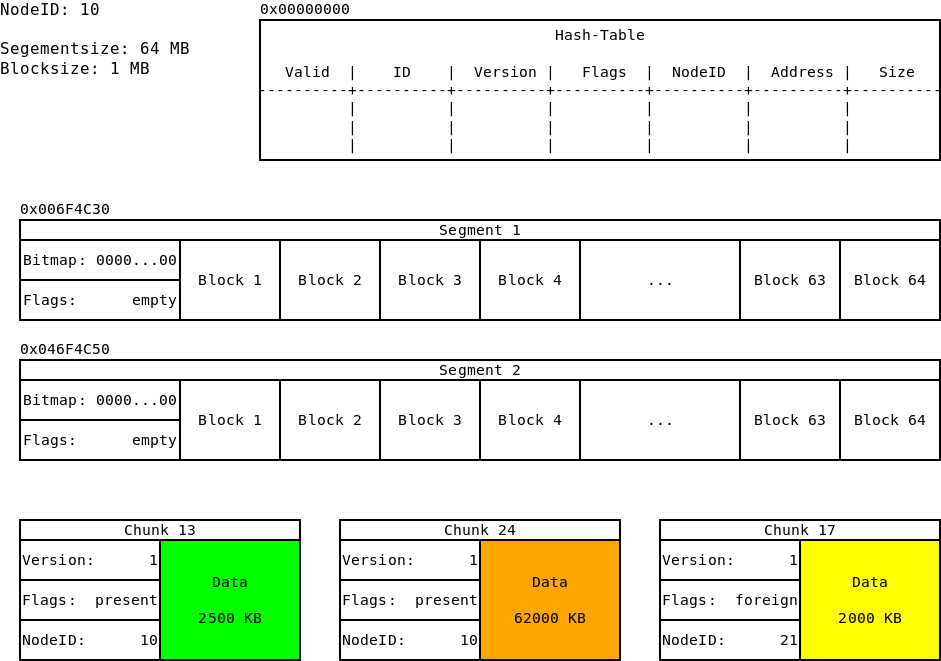 NodeID: 10
Segementsize: 64 MB
Blocksize: 1 MB
0x00000000
Hash-Table
Valid | ID | Version | Flags | NodeID | Address | Size
0x006F4C30
Segment 1
Bitmap: 0000...00
Flags: empty
Block 1 Block 2 Block 3 Block 4 ... Block 63 Block 64
0x046F4C50
Segment 2
Bitmap: 0000...00
Flags: empty
Block 1 Block 2 Block 3 Block 4 ... Block 63 Block 64
Chunk 13
Version: 1
Flags: present
NodeID: 10
Data
2500 KB
Chunk 24
Version: 1
Flags: present
NodeID: 10
Data
62000 KB
Chunk 17
Version: 1
Flags: foreign
NodeID: 21
Data
2000 KB